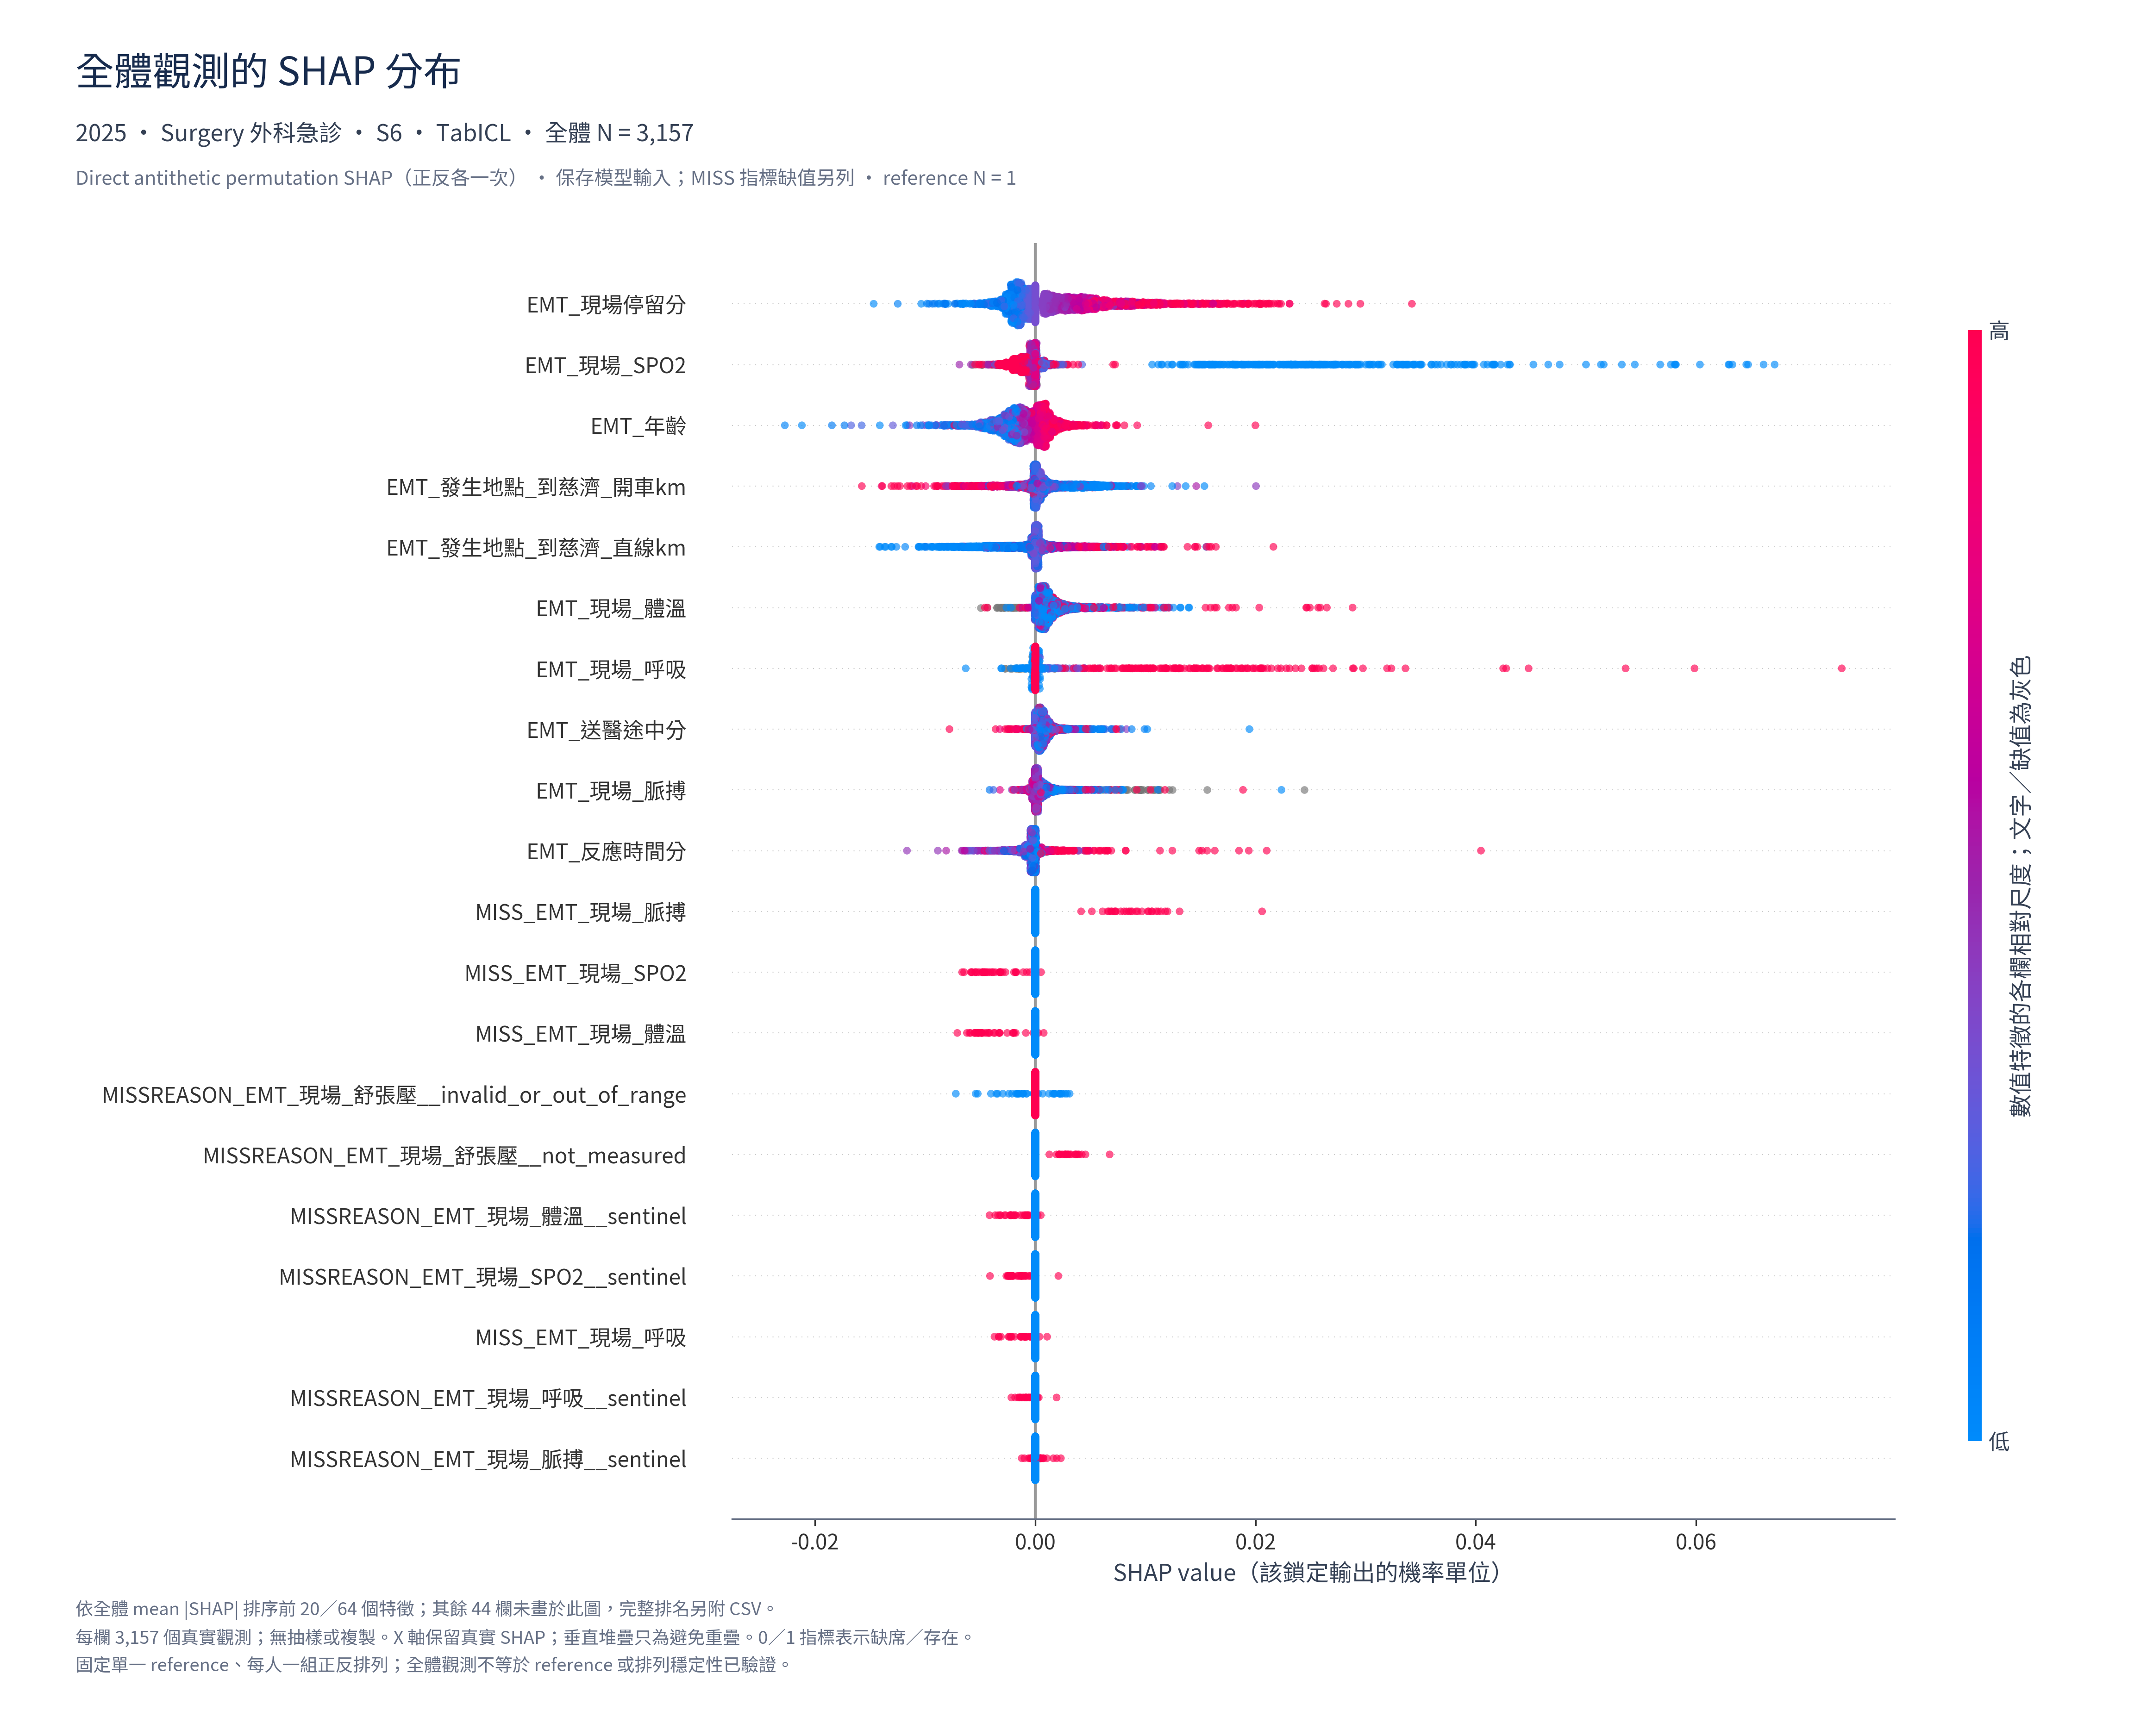 全體觀測的 SHAP 分布
2025 • Surgery 外科急診 • S6 • TabICL • 全體 N = 3,157
Direct antithetic permutation SHAP（正反各一次） • 保存模型輸入；MISS 指標缺值另列 • reference N = 1
EMT_現場停留分
EMT_現場_SPO2
EMT_年齡
EMT_發生地點_到慈濟_開車km
EMT_發生地點_到慈濟_直線km
EMT_現場_體溫
EMT_現場_呼吸
EMT_送醫途中分
EMT_現場_脈搏
EMT_反應時間分
MISS_EMT_現場_脈搏
MISS_EMT_現場_SPO2
MISS_EMT_現場_體溫
MISSREASON_EMT_現場_舒張壓__invalid_or_out_of_range
MISSREASON_EMT_現場_舒張壓__not_measured
MISSREASON_EMT_現場_體溫__sentinel
MISSREASON_EMT_現場_SPO2__sentinel
MISS_EMT_現場_呼吸
MISSREASON_EMT_現場_呼吸__sentinel
MISSREASON_EMT_現場_脈搏__sentinel
-0.02 0.00 0.02 0.04 0.06
SHAP value（該鎖定輸出的機率單位）
高
數值特徵的各欄相對尺度；文字／缺值為灰色
低
依全體 mean |SHAP| 排序前 20／64 個特徵；其餘 44 欄未畫於此圖，完整排名另附 CSV。
每欄 3,157 個真實觀測；無抽樣或複製。X 軸保留真實 SHAP；垂直堆疊只為避免重疊。0／1 指標表示缺席／存在。
固定單一 reference、每人一組正反排列；全體觀測不等於 reference 或排列穩定性已驗證。